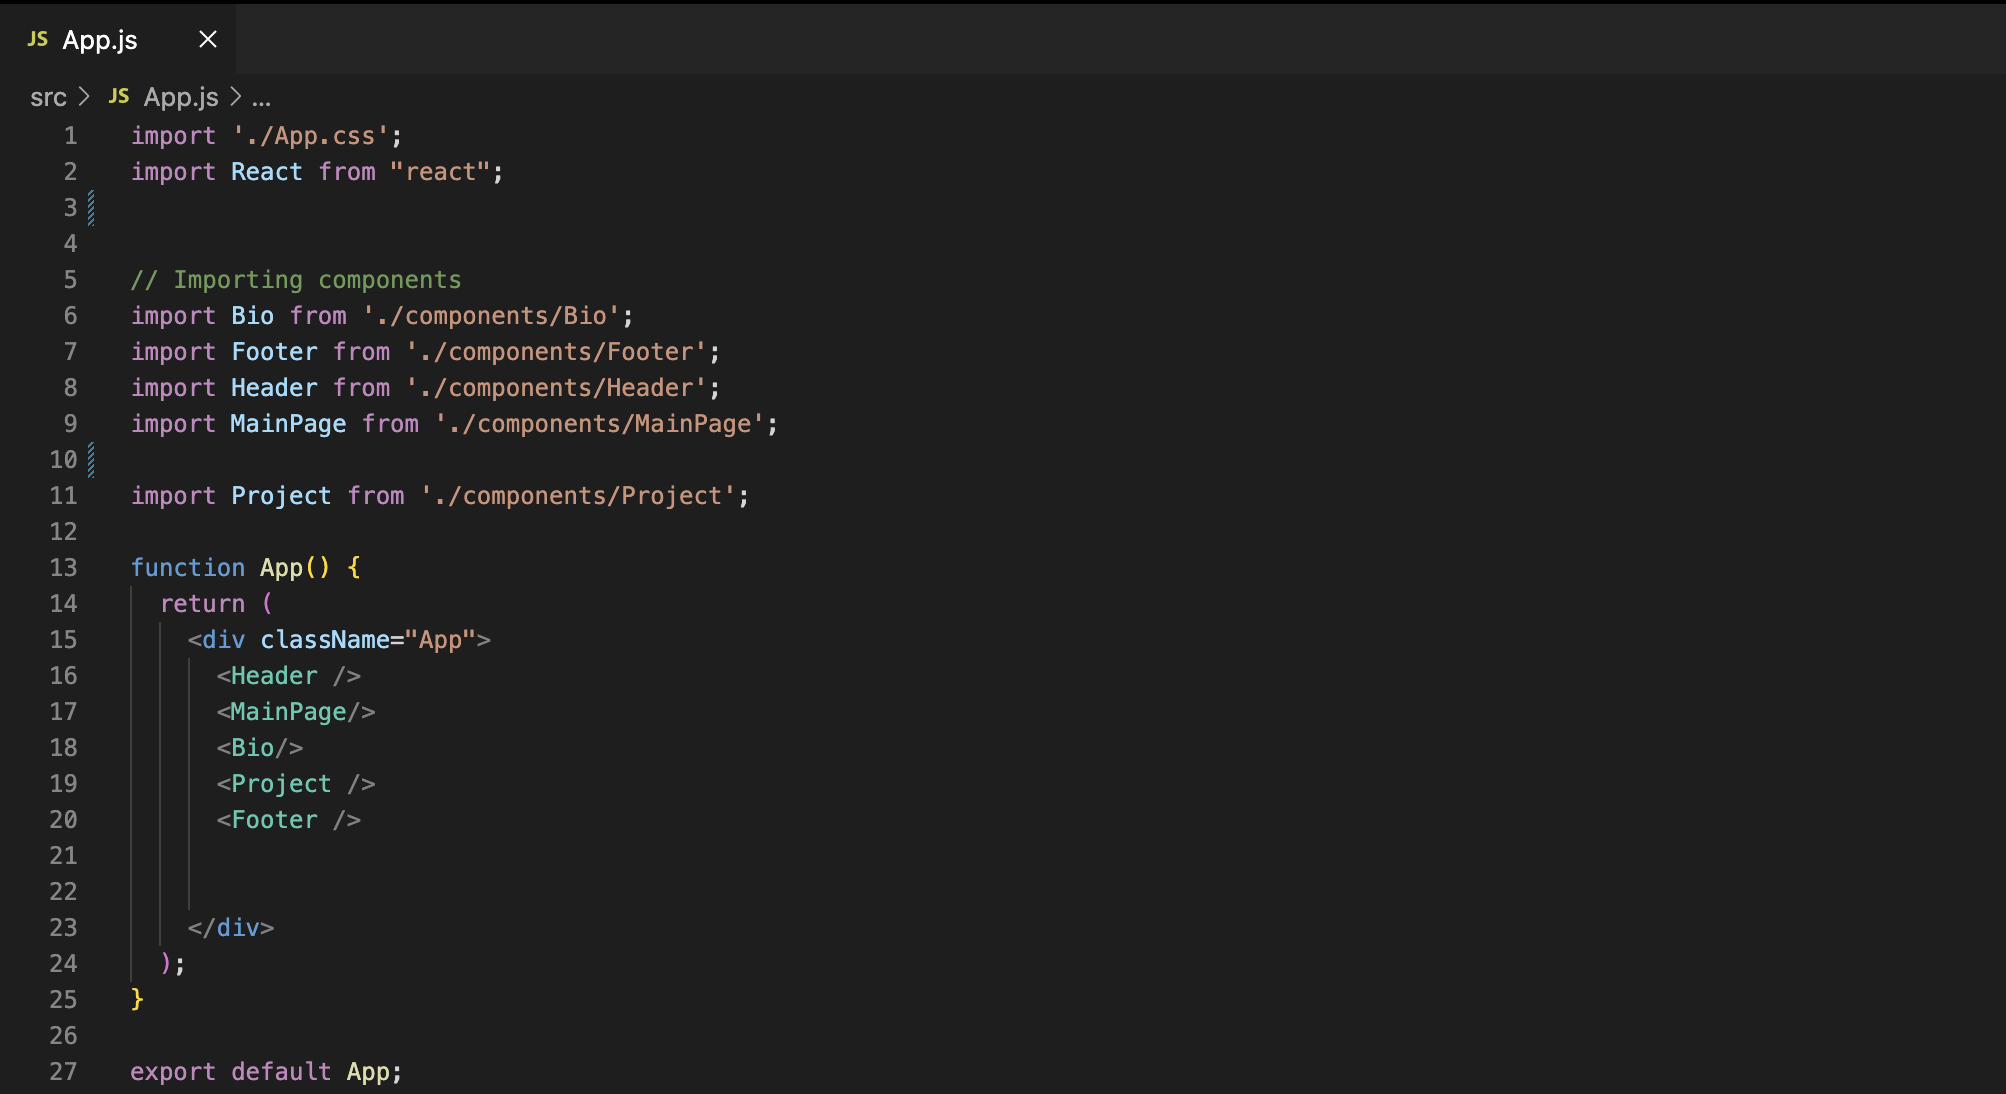 JS App.js ×
src > JS App.js > ...
1 import './App.css';
2 import React from "react";
3
4
5 // Importing components
6 import Bio from './components/Bio';
7 import Footer from './components/Footer';
8 import Header from './components/Header';
9 import MainPage from './components/MainPage';
10
11 import Project from './components/Project';
12
13 function App() {
14   return (
15     <div className="App">
16       <Header />
17       <MainPage/>
18       <Bio/>
19       <Project />
20       <Footer />
21
22
23     </div>
24   );
25 }
26
27 export default App;